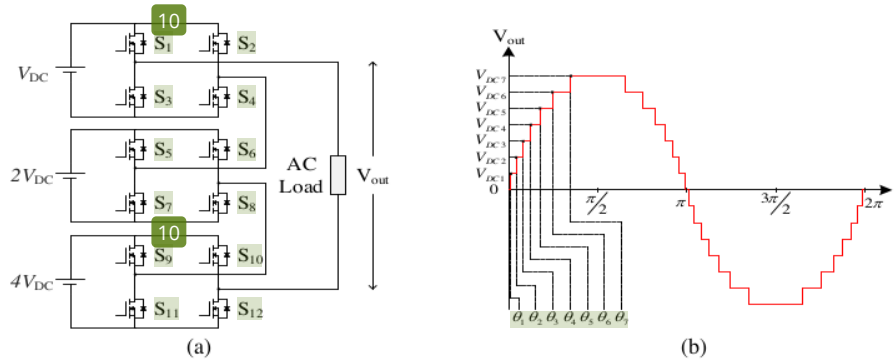 10
S1 S2
VDC
S3 S4
S5 S6
2VDC
S7 S8
10
S9 S10
4VDC
S11 S12
AC
Load
Vout
(a)
Vout
VDC7
VDC6
VDC5
VDC4
VDC3
VDC2
VDC1
0
π/2
π
3π/2
2π
θ1 θ2 θ3 θ4 θ5 θ6 θ7
(b)